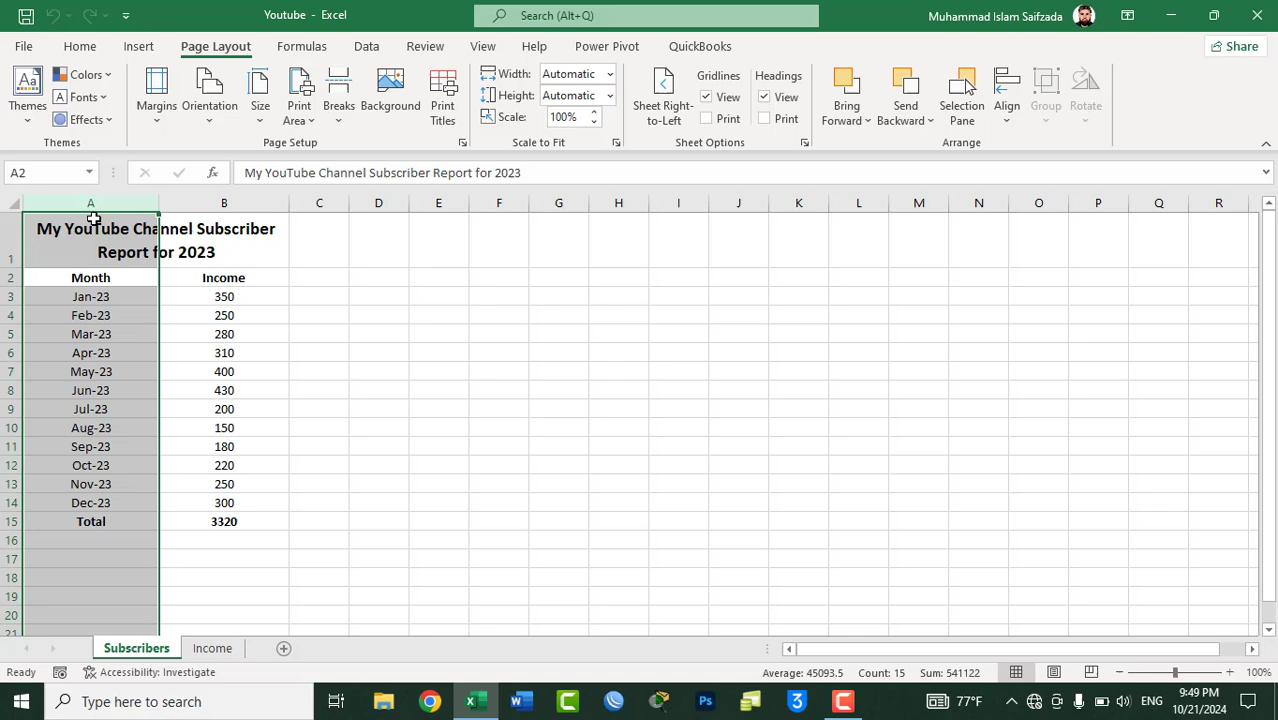 Youtube - Excel
Search (Alt+Q)
Muhammad Islam Saifzada
File Home Insert Page Layout Formulas Data Review View Help Power Pivot QuickBooks Share
Themes
Colors
Fonts
Effects
Margins
Orientation
Size
Print Area
Breaks
Background
Print Titles
Width: Automatic
Height: Automatic
Scale: 100%
Sheet Right-to-Left
Gridlines
View
Print
Headings
View
Print
Bring Forward
Send Backward
Selection Pane
Align
Group
Rotate
Themes Page Setup Scale to Fit Sheet Options Arrange
A2
fx
My YouTube Channel Subscriber Report for 2023
A B C D E F G H I J K L M N O P Q R
My YouTube Channel Subscriber
1 Report for 2023
2 Month Income
3 Jan-23 350
4 Feb-23 250
5 Mar-23 280
6 Apr-23 310
7 May-23 400
8 Jun-23 430
9 Jul-23 200
10 Aug-23 150
11 Sep-23 180
12 Oct-23 220
13 Nov-23 250
14 Dec-23 300
15 Total 3320
16
17
18
19
20
21
Subscribers Income
Ready Accessibility: Investigate Average: 45093.5 Count: 15 Sum: 541122 100%
Type here to search
77°F
ENG
9:49 PM
10/21/2024